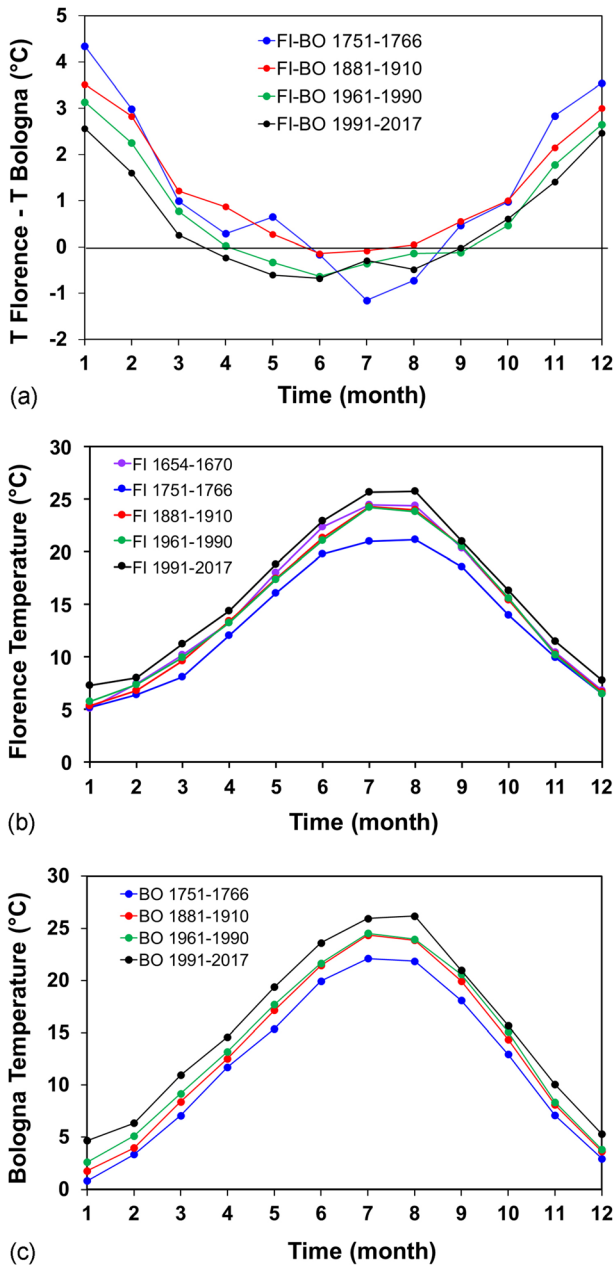 T Florence - T Bologna (°C)
5
4
3
2
1
0
-1
-2
FI-BO 1751-1766
FI-BO 1881-1910
FI-BO 1961-1990
FI-BO 1991-2017
1 2 3 4 5 6 7 8 9 10 11 12
Time (month)
(a)
Florence Temperature (°C)
30
25
20
15
10
5
0
FI 1654-1670
FI 1751-1766
FI 1881-1910
FI 1961-1990
FI 1991-2017
1 2 3 4 5 6 7 8 9 10 11 12
Time (month)
(b)
Bologna Temperature (°C)
30
25
20
15
10
5
0
BO 1751-1766
BO 1881-1910
BO 1961-1990
BO 1991-2017
1 2 3 4 5 6 7 8 9 10 11 12
Time (month)
(c)